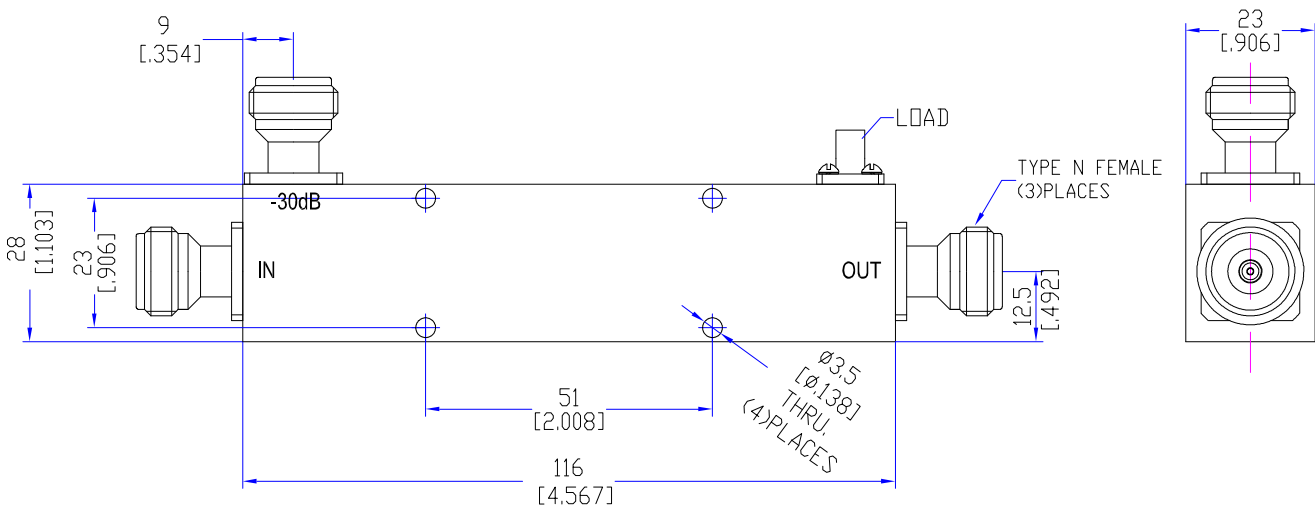 9
[.354]
23
[.906]
LOAD
TYPE N FEMALE
(3)PLACES
-30dB
28
[1.103]
23
[.906]
IN
OUT
12.5
[.492]
Ø3.5
[Ø.138]
THRU.
(4)PLACES
51
[2.008]
116
[4.567]